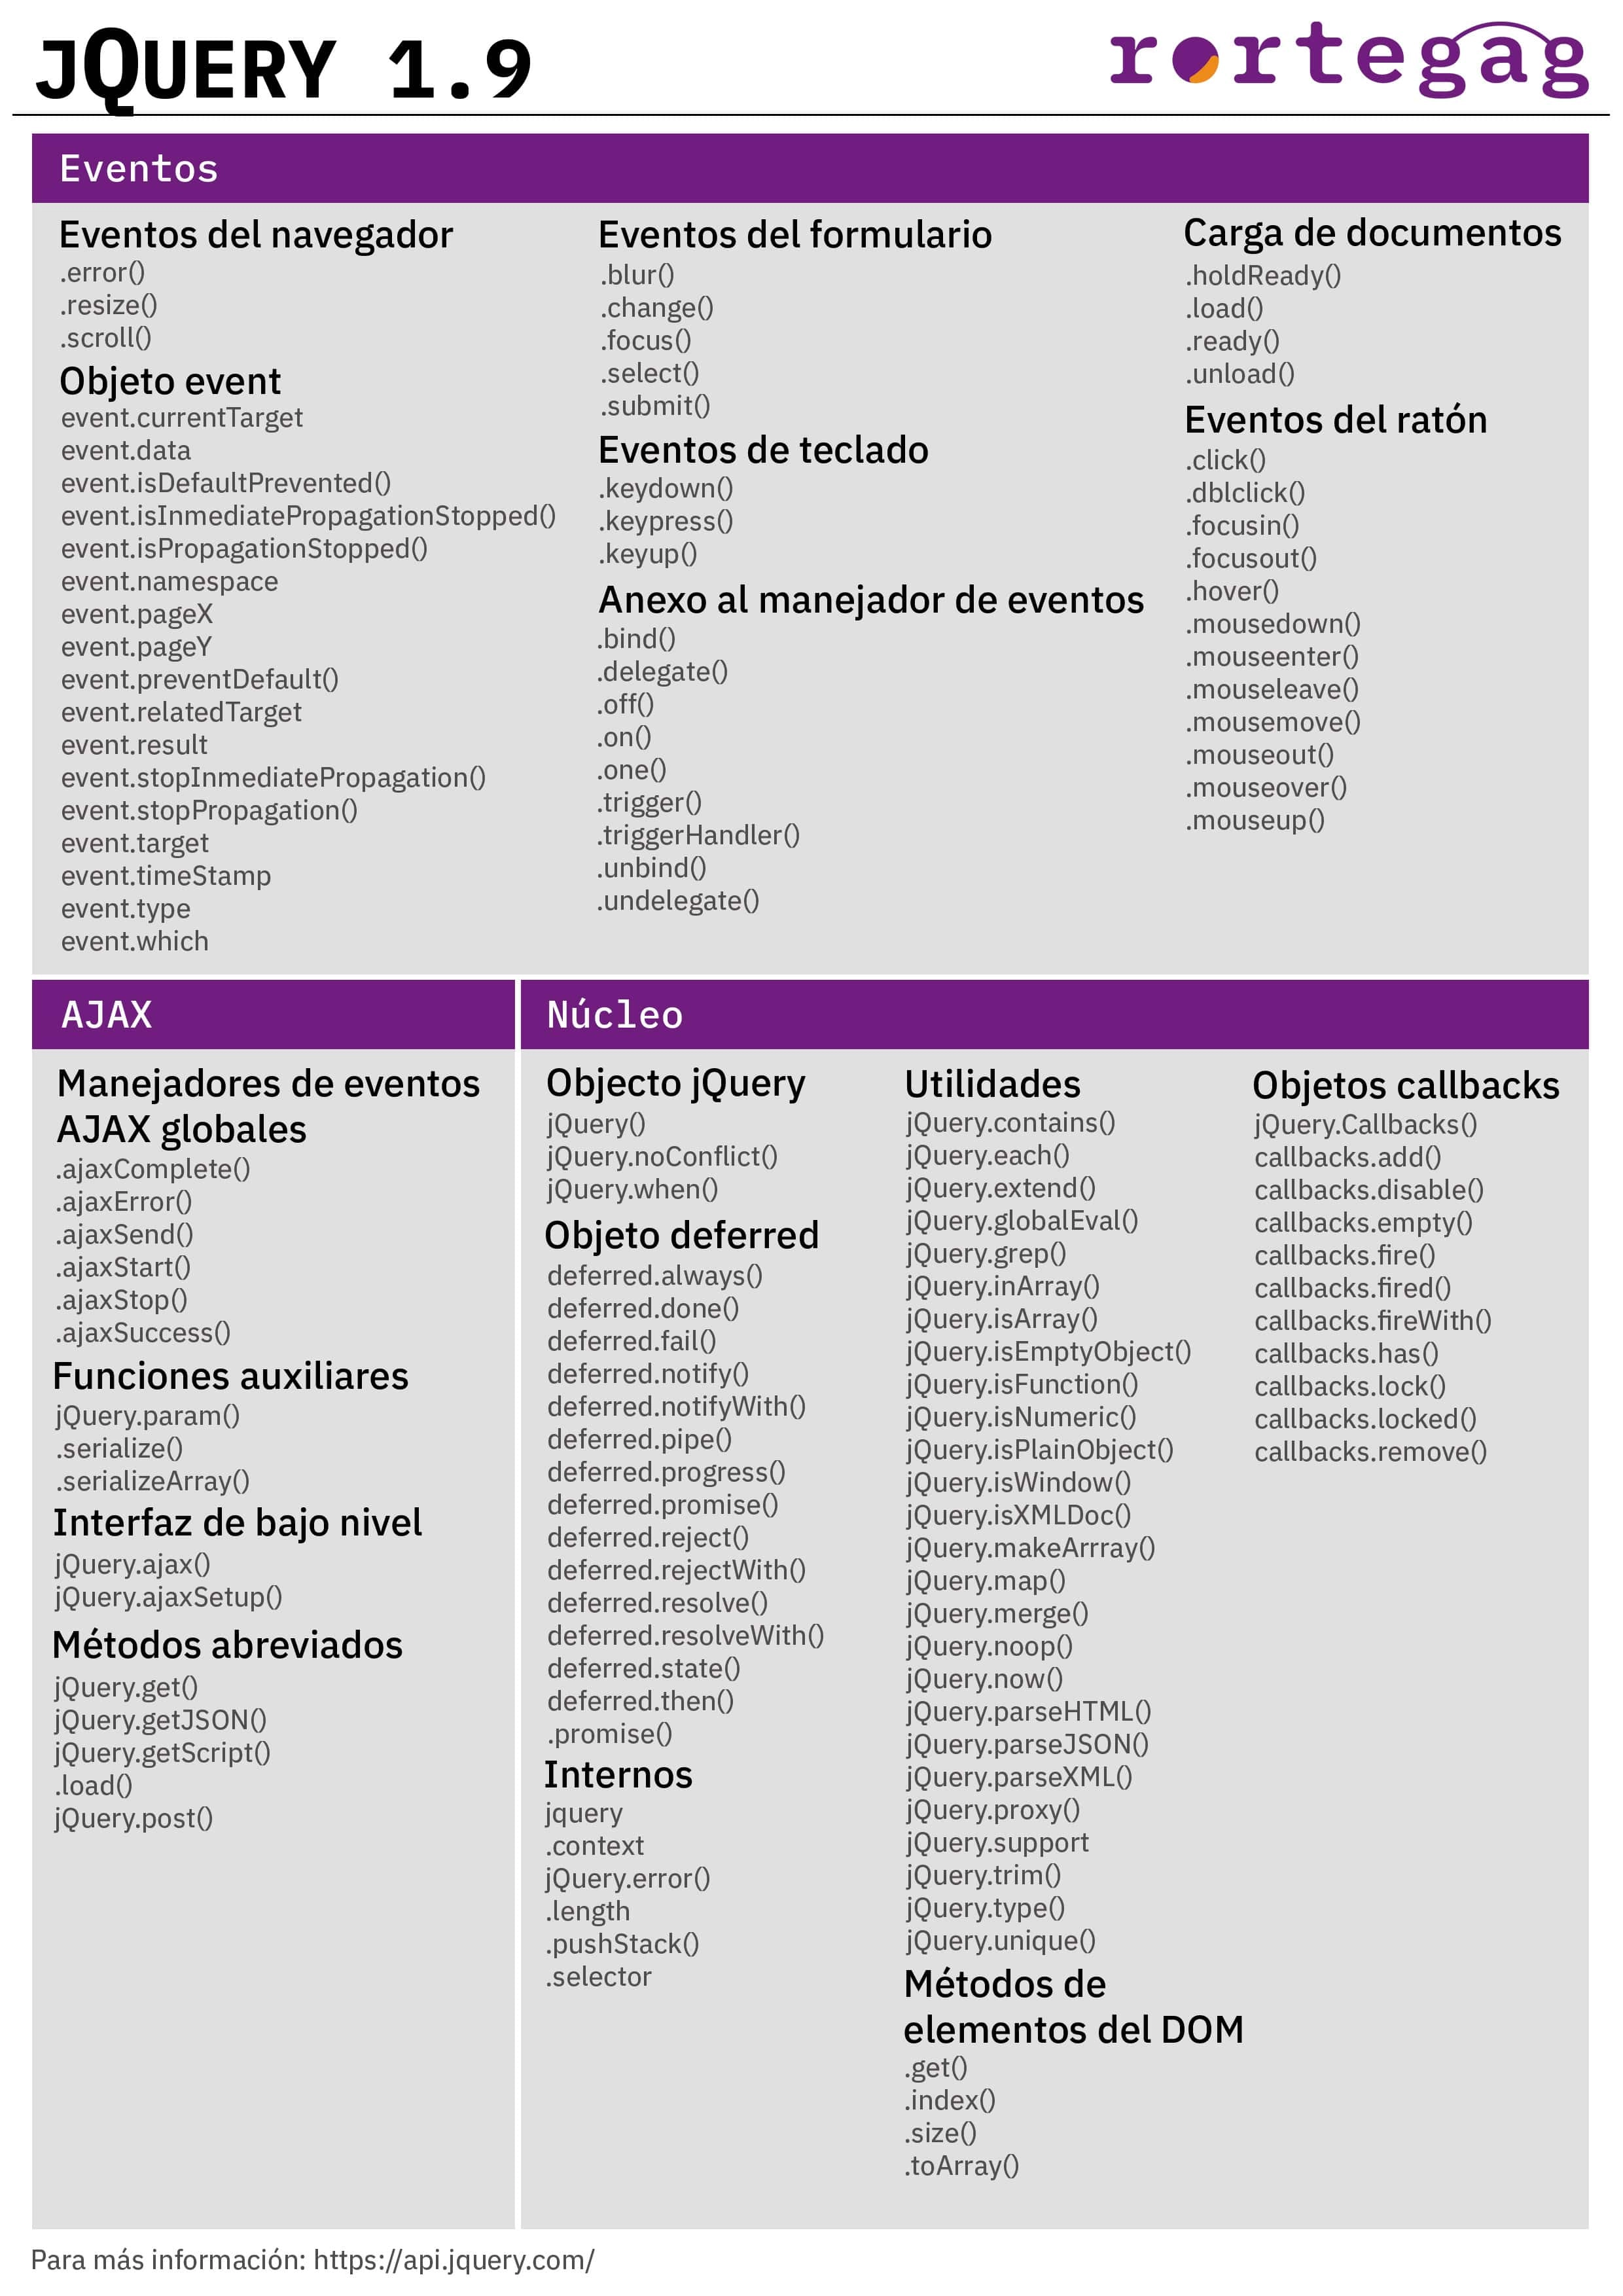 JQUERY 1.9
rortegag
Eventos
Eventos del navegador
.error()
.resize()
.scroll()
Objeto event
event.currentTarget
event.data
event.isDefaultPrevented()
event.isInmediatePropagationStopped()
event.isPropagationStopped()
event.namespace
event.pageX
event.pageY
event.preventDefault()
event.relatedTarget
event.result
event.stopInmediatePropagation()
event.stopPropagation()
event.target
event.timeStamp
event.type
event.which
Eventos del formulario
.blur()
.change()
.focus()
.select()
.submit()
Eventos de teclado
.keydown()
.keypress()
.keyup()
Anexo al manejador de eventos
.bind()
.delegate()
.off()
.on()
.one()
.trigger()
.triggerHandler()
.unbind()
.undelegate()
Carga de documentos
.holdReady()
.load()
.ready()
.unload()
Eventos del ratón
.click()
.dblclick()
.focusin()
.focusout()
.hover()
.mousedown()
.mouseenter()
.mouseleave()
.mousemove()
.mouseout()
.mouseover()
.mouseup()
AJAX
Manejadores de eventos
AJAX globales
.ajaxComplete()
.ajaxError()
.ajaxSend()
.ajaxStart()
.ajaxStop()
.ajaxSuccess()
Funciones auxiliares
jQuery.param()
.serialize()
.serializeArray()
Interfaz de bajo nivel
jQuery.ajax()
jQuery.ajaxSetup()
Métodos abreviados
jQuery.get()
jQuery.getJSON()
jQuery.getScript()
.load()
jQuery.post()
Núcleo
Objecto jQuery
jQuery()
jQuery.noConflict()
jQuery.when()
Objeto deferred
deferred.always()
deferred.done()
deferred.fail()
deferred.notify()
deferred.notifyWith()
deferred.pipe()
deferred.progress()
deferred.promise()
deferred.reject()
deferred.rejectWith()
deferred.resolve()
deferred.resolveWith()
deferred.state()
deferred.then()
.promise()
Internos
jquery
.context
jQuery.error()
.length
.pushStack()
.selector
Utilidades
jQuery.contains()
jQuery.each()
jQuery.extend()
jQuery.globalEval()
jQuery.grep()
jQuery.inArray()
jQuery.isArray()
jQuery.isEmptyObject()
jQuery.isFunction()
jQuery.isNumeric()
jQuery.isPlainObject()
jQuery.isWindow()
jQuery.isXMLDoc()
jQuery.makeArrray()
jQuery.map()
jQuery.merge()
jQuery.noop()
jQuery.now()
jQuery.parseHTML()
jQuery.parseJSON()
jQuery.parseXML()
jQuery.proxy()
jQuery.support
jQuery.trim()
jQuery.type()
jQuery.unique()
Métodos de
elementos del DOM
.get()
.index()
.size()
.toArray()
Objetos callbacks
jQuery.Callbacks()
callbacks.add()
callbacks.disable()
callbacks.empty()
callbacks.fire()
callbacks.fired()
callbacks.fireWith()
callbacks.has()
callbacks.lock()
callbacks.locked()
callbacks.remove()
Para más información: https://api.jquery.com/